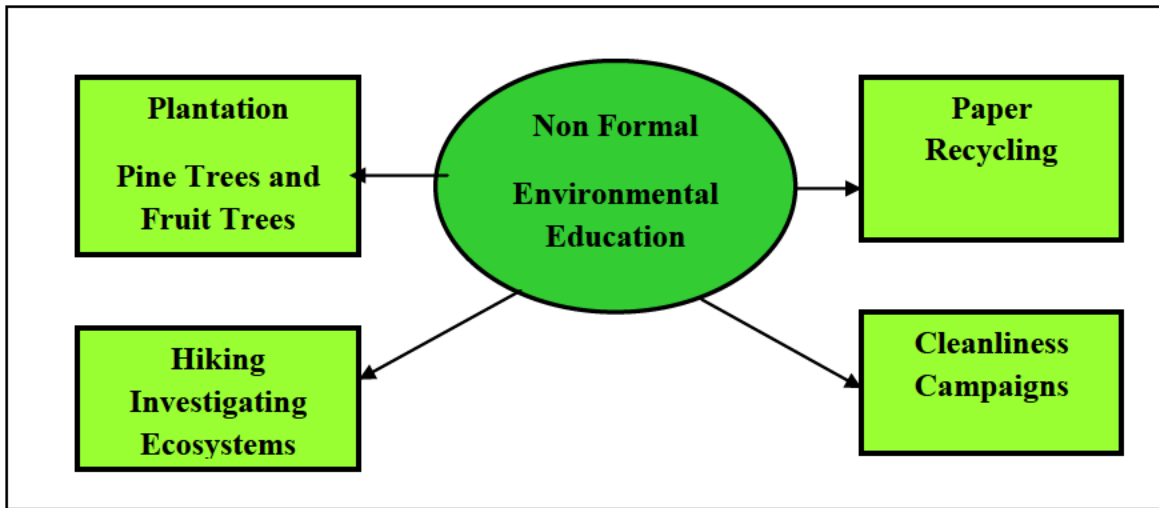 Plantation
Pine Trees and
Fruit Trees
Non Formal
Environmental
Education
Paper
Recycling
Hiking
Investigating
Ecosystems
Cleanliness
Campaigns